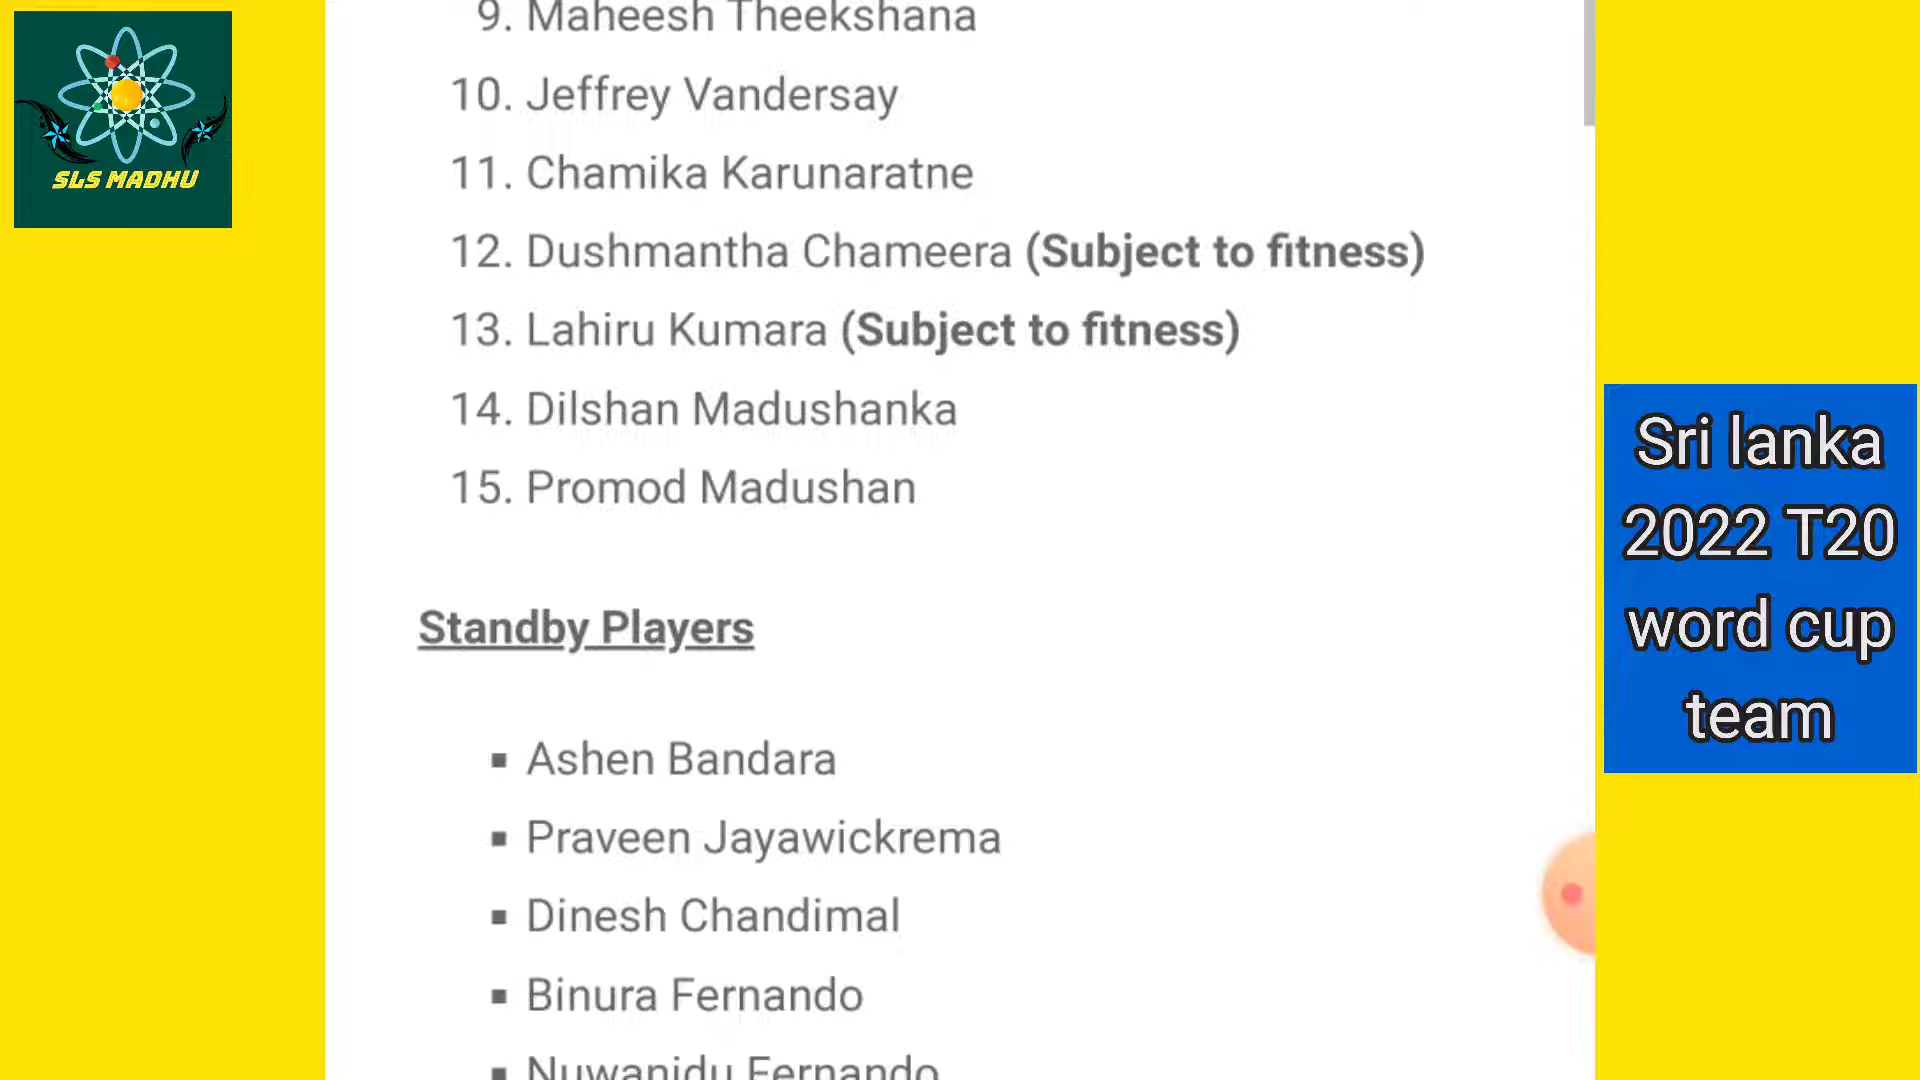 SLS MADHU
9. Maheesh Theekshana
10. Jeffrey Vandersay
11. Chamika Karunaratne
12. Dushmantha Chameera (Subject to fitness)
13. Lahiru Kumara (Subject to fitness)
14. Dilshan Madushanka
15. Promod Madushan
Standby Players
▪ Ashen Bandara
▪ Praveen Jayawickrema
▪ Dinesh Chandimal
▪ Binura Fernando
▪ Nuwanidu Fernando
Sri lanka
2022 T20
word cup
team